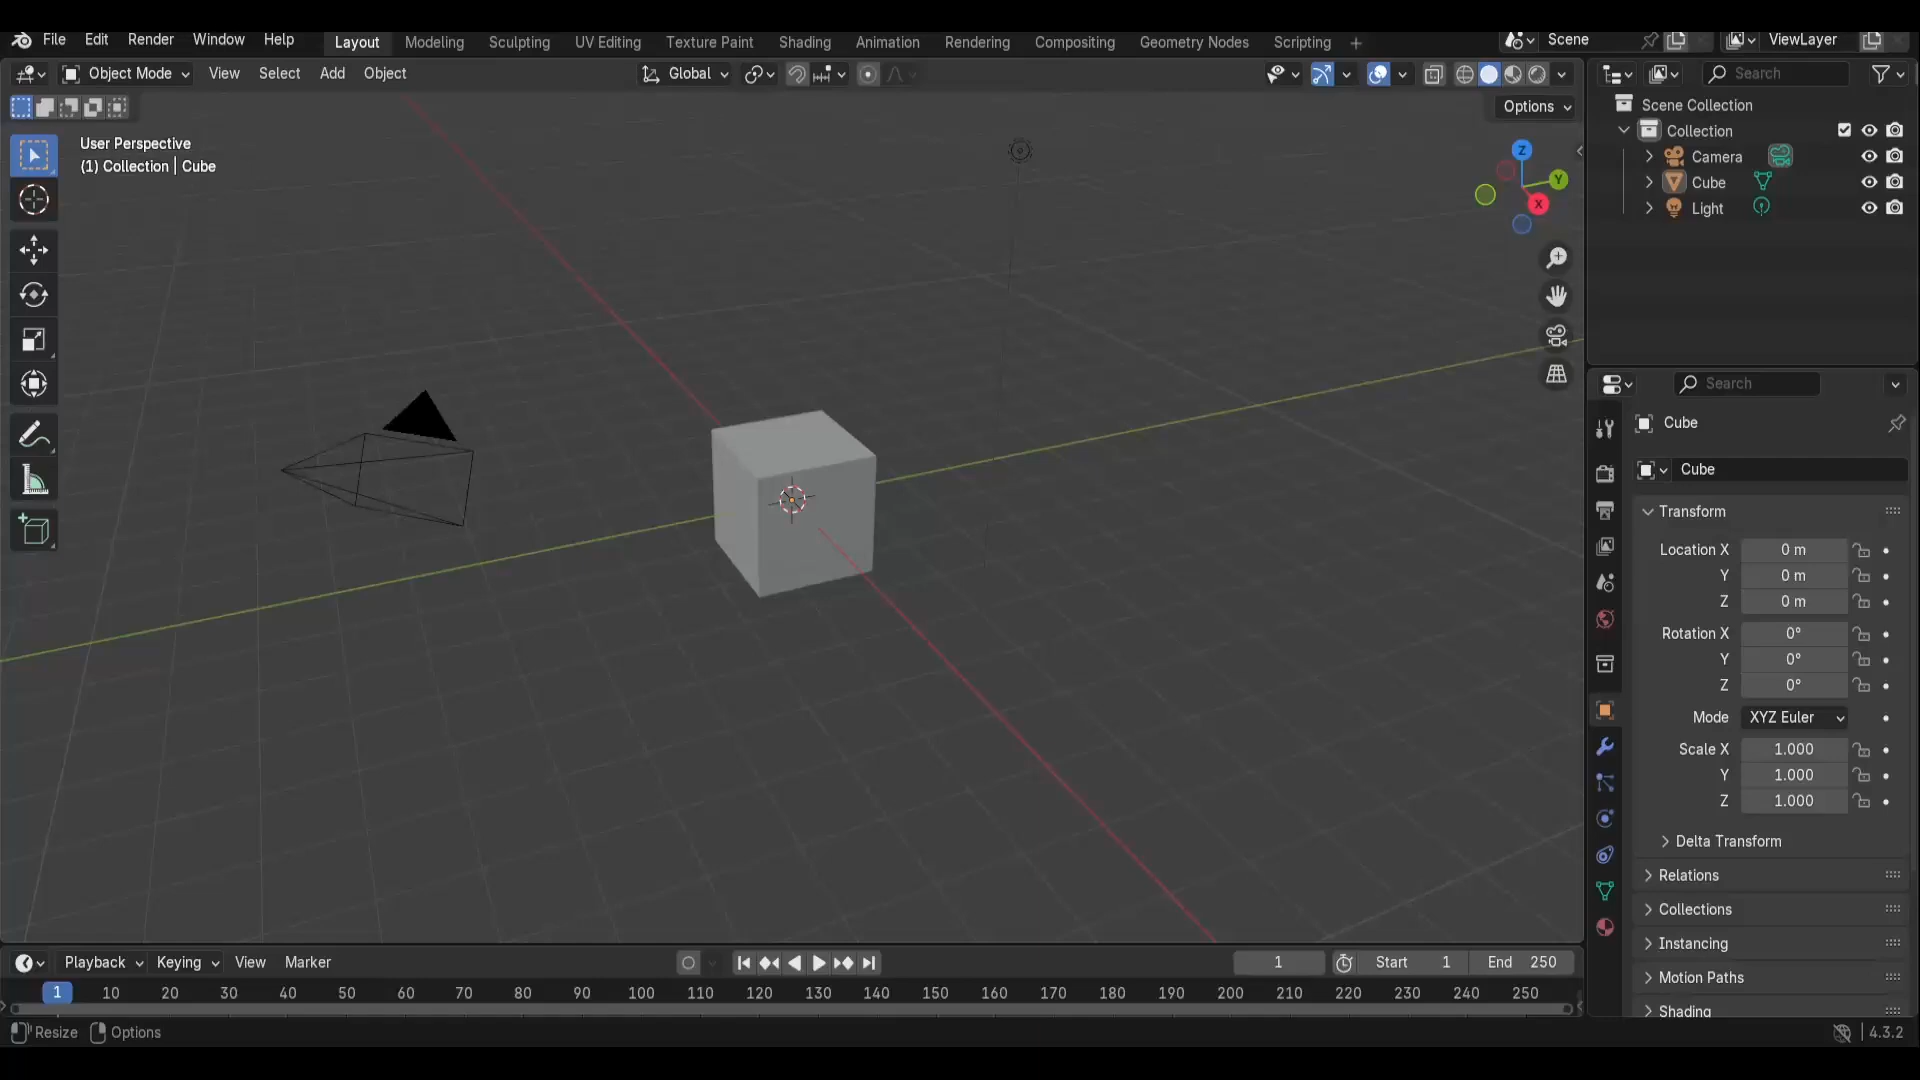 File Edit Render Window Help Layout Modeling Sculpting UV Editing Texture Paint Shading Animation Rendering Compositing Geometry Nodes Scripting + Scene ViewLayer
Object Mode View Select Add Object Global Search
Options
User Perspective
(1) Collection | Cube
Z
Y
X
Scene Collection
Collection
Camera
Cube
Light
Search
Cube
Cube
Transform
Location X 0 m
Y 0 m
Z 0 m
Rotation X 0°
Y 0°
Z 0°
Mode XYZ Euler
Scale X 1.000
Y 1.000
Z 1.000
Delta Transform
Relations
Collections
Instancing
Motion Paths
Shading
Playback Keying View Marker 1 Start 1 End 250
1 10 20 30 40 50 60 70 80 90 100 110 120 130 140 150 160 170 180 190 200 210 220 230 240 250
Resize Options 4.3.2